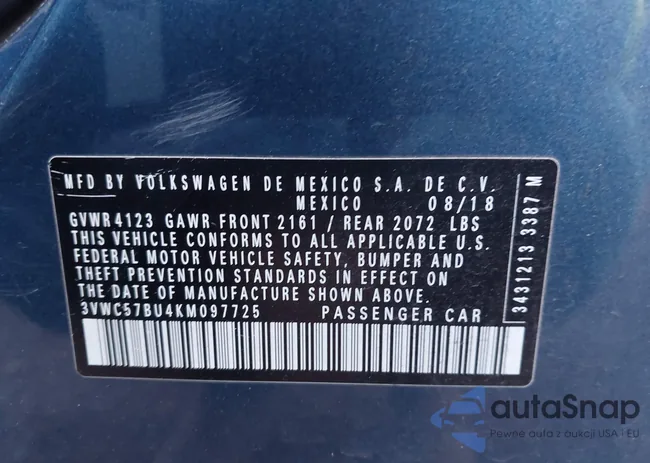 MFD BY VOLKSWAGEN DE MEXICO S.A. DE C.V.
MEXICO 08/18
GVWR 4123 GAWR FRONT 2161 / REAR 2072 LBS
THIS VEHICLE CONFORMS TO ALL APPLICABLE U.S.
FEDERAL MOTOR VEHICLE SAFETY, BUMPER AND
THEFT PREVENTION STANDARDS IN EFFECT ON
THE DATE OF MANUFACTURE SHOWN ABOVE.
3VWC57BU4KM097725 PASSENGER CAR
3431213 3387 M
autaSnap
Pewne auta z aukcji USA i EU